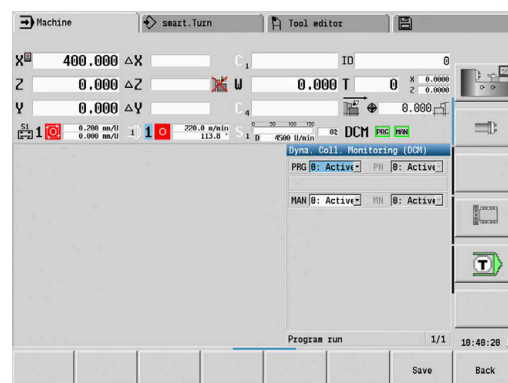 Machine smart.Turn Tool editor
X 400.000 ΔX C1 ID 0
Z 0.000 ΔZ W 0.000 T 0 X 0.0000 Z 0.0000
Y 0.000 ΔY C4 0.000
S1 1 0.200 mm/U 0.000 mm/U 1 1 220.0 m/min 113.8 S1 0 50 100 150 D 4500 U/min DCM PRG MAN
Dyna. Coll. Monitoring (DCM)
PRG 0: Active PN 0: Active
MAN 0: Active MN 0: Active
T
Program run 1/1
10:40:20
Save Back